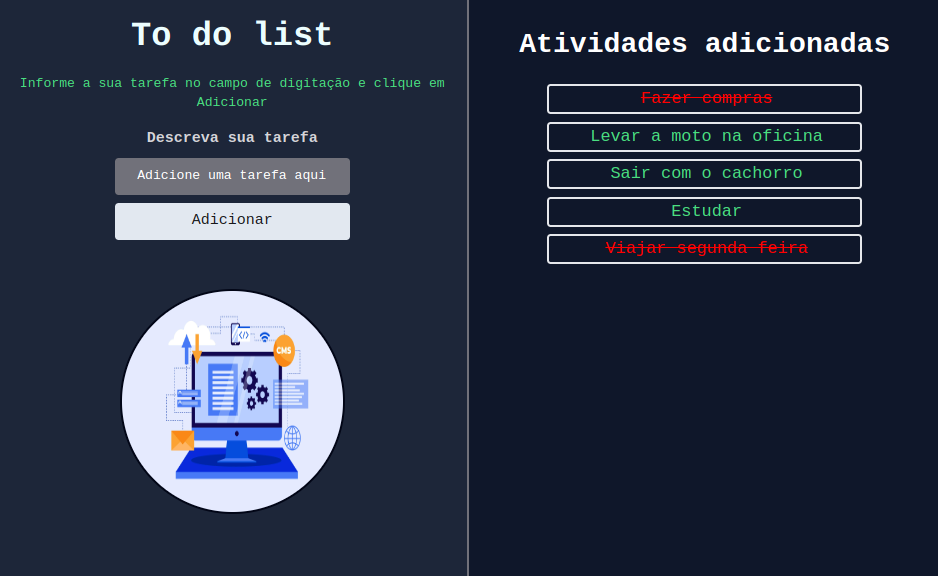 To do list
Informe a sua tarefa no campo de digitação e clique em
Adicionar
Descreva sua tarefa
Adicione uma tarefa aqui
Adicionar
</>
CMS
Atividades adicionadas
Fazer compras
Levar a moto na oficina
Sair com o cachorro
Estudar
Viajar segunda feira